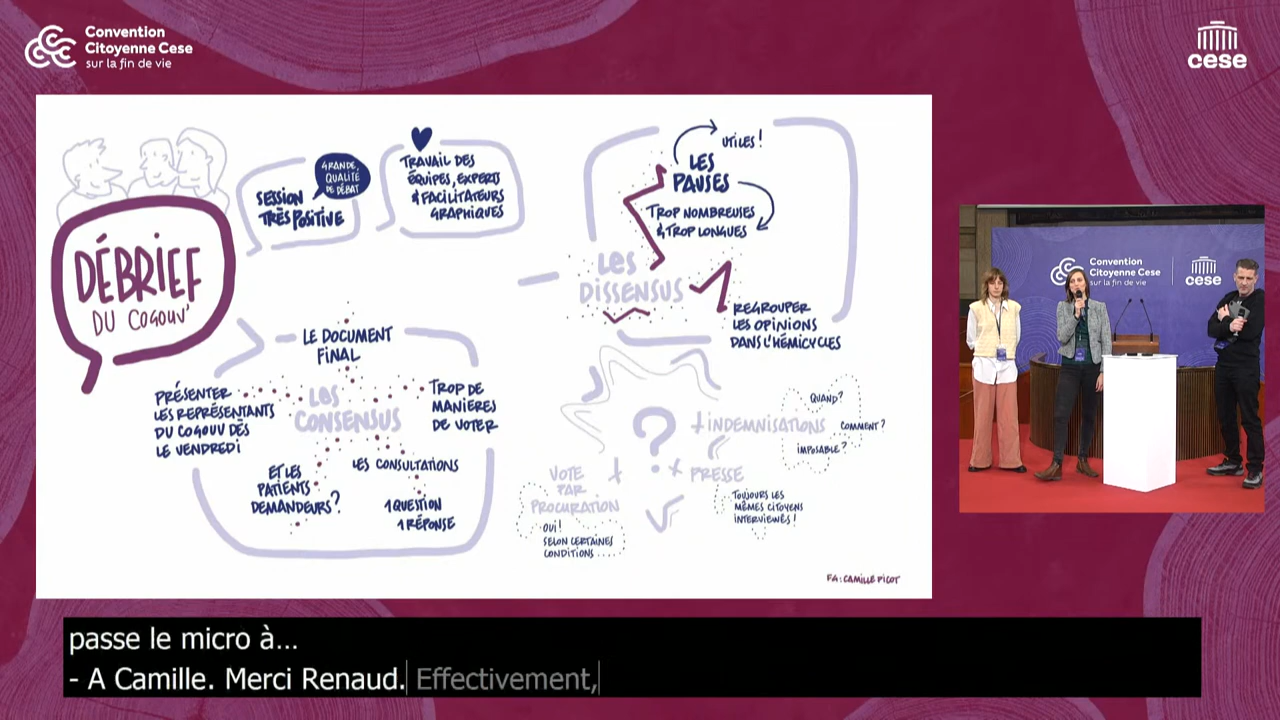 Convention
Citoyenne Cese
sur la fin de vie
cese
DÉBRIEF
DU COGOUV'
SESSION
TRÈS POSITIVE
GRANDE
QUALITÉ
DE DÉBAT
TRAVAIL DES
ÉQUIPES, EXPERTS
& FACILITATEURS
GRAPHIQUES
UTILES !
LES
PAUSES
TROP NOMBREUSES
& TROP LONGUES
LES
DISSENSUS
REGROUPER
LES OPINIONS
DANS L'HÉMICYCLES
LE DOCUMENT
FINAL
PRÉSENTER
LES REPRÉSENTANTS
DU COGOUV DÈS
LE VENDREDI
LES
CONSENSUS
TROP DE
MANIÈRES
DE VOTER
ET LES
PATIENTS
DEMANDEURS ?
LES CONSULTATIONS
1 QUESTION
1 RÉPONSE
?
INDEMNISATIONS
QUAND ?
COMMENT ?
IMPOSABLE ?
VOTE
PAR
PROCURATION
OUI !
SELON CERTAINES
CONDITIONS...
PRESSE
TOUJOURS LES
MÊMES CITOYENS
INTERVIEWÉS !
FG : CAMILLE PICOT
Convention
Citoyenne Cese
sur la fin de vie
cese
passe le micro à...
- A Camille. Merci Renaud. Effectivement,